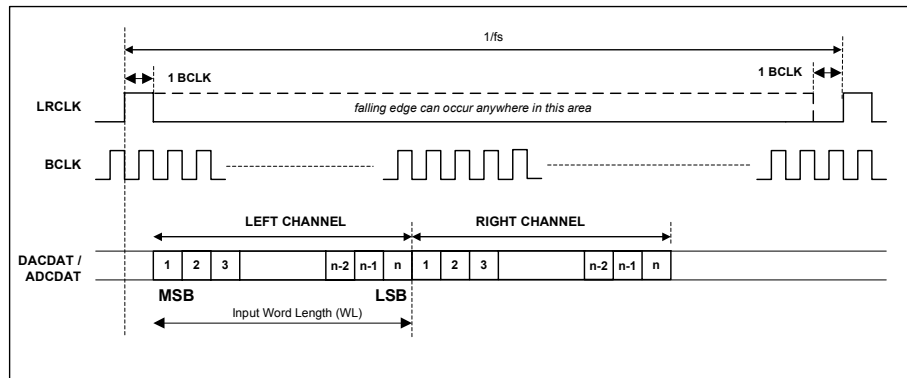 1/fs
1 BCLK
1 BCLK
LRCLK
falling edge can occur anywhere in this area
BCLK
LEFT CHANNEL
RIGHT CHANNEL
DACDAT /
ADCDAT
1 2 3 n-2 n-1 n 1 2 3 n-2 n-1 n
MSB LSB
Input Word Length (WL)